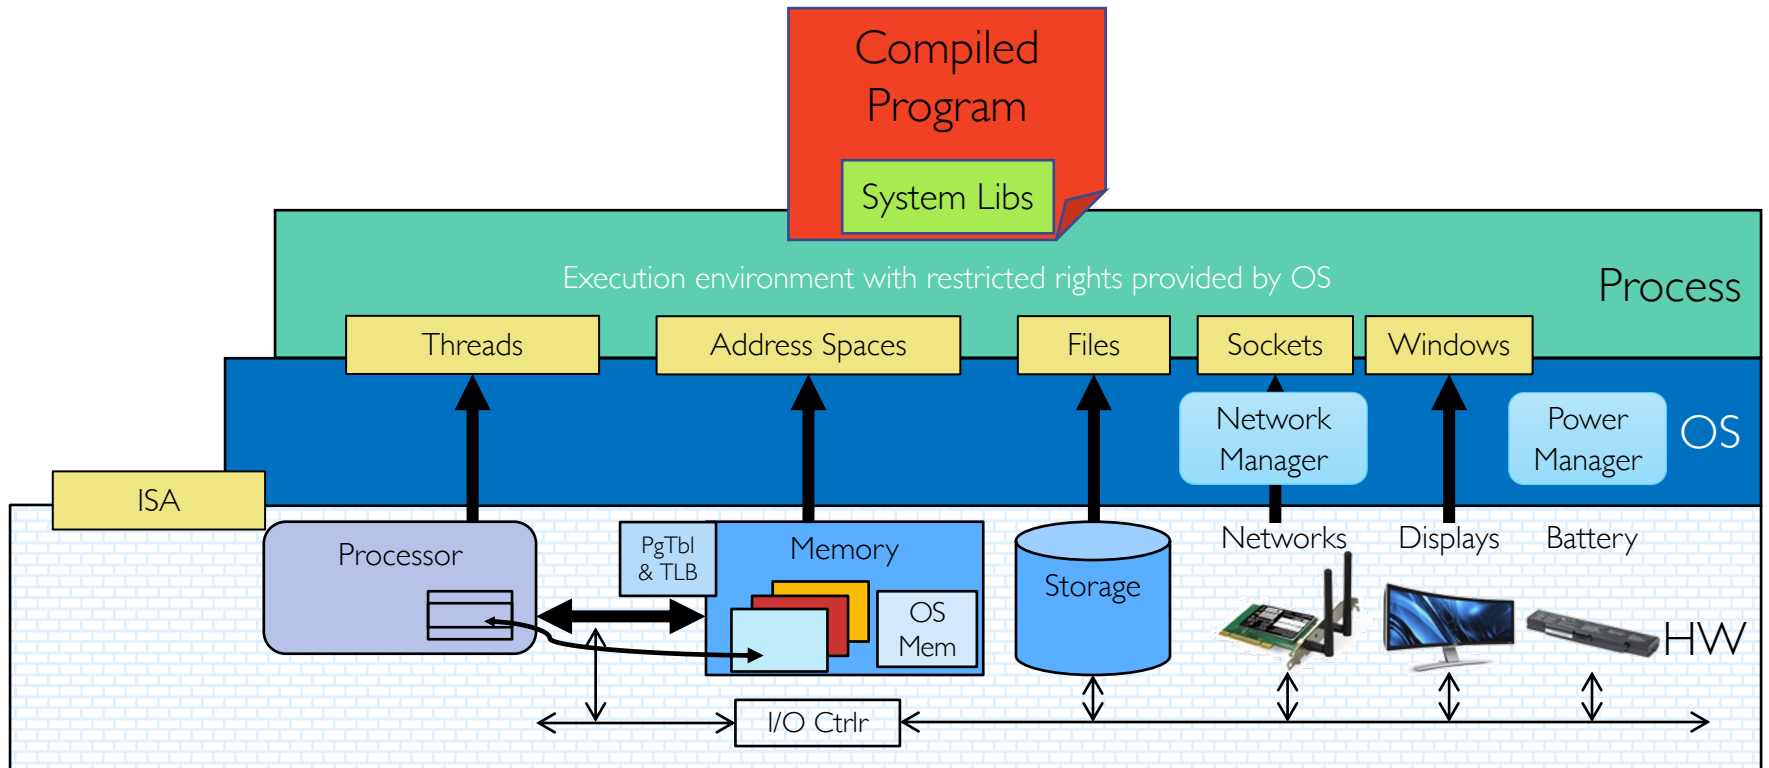 Compiled
Program
System Libs
Execution environment with restricted rights provided by OS
Process
Threads
Address Spaces
Files
Sockets
Windows
Network
Manager
Power
Manager
OS
ISA
Processor
PgTbl
& TLB
Memory
OS
Mem
Storage
Networks
Displays
Battery
HW
I/O Ctrlr